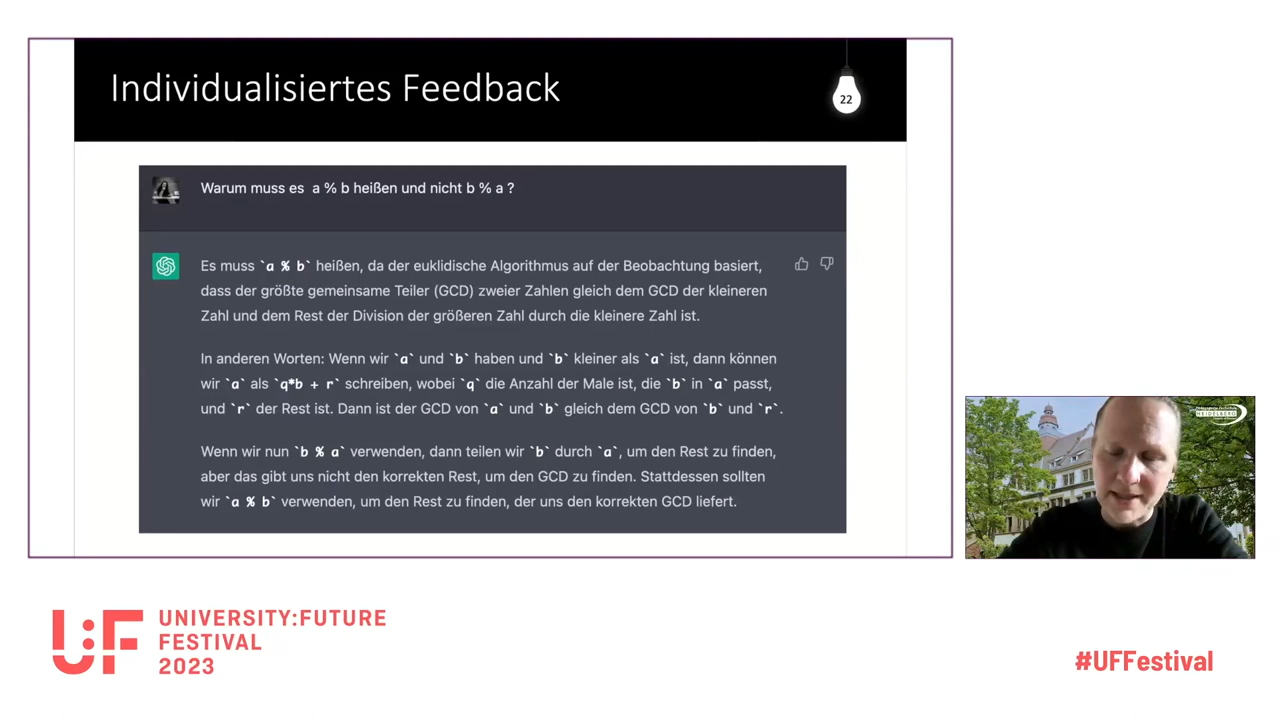 Individualisiertes Feedback
22
Warum muss es a % b heißen und nicht b % a ?
Es muss `a % b` heißen, da der euklidische Algorithmus auf der Beobachtung basiert,
dass der größte gemeinsame Teiler (GCD) zweier Zahlen gleich dem GCD der kleineren
Zahl und dem Rest der Division der größeren Zahl durch die kleinere Zahl ist.
In anderen Worten: Wenn wir `a` und `b` haben und `b` kleiner als `a` ist, dann können
wir `a` als `q*b + r` schreiben, wobei `q` die Anzahl der Male ist, die `b` in `a` passt,
und `r` der Rest ist. Dann ist der GCD von `a` und `b` gleich dem GCD von `b` und `r`.
Wenn wir nun `b % a` verwenden, dann teilen wir `b` durch `a`, um den Rest zu finden,
aber das gibt uns nicht den korrekten Rest, um den GCD zu finden. Stattdessen sollten
wir `a % b` verwenden, um den Rest zu finden, der uns den korrekten GCD liefert.
HEIDELBERG
U:F
UNIVERSITY:FUTURE
FESTIVAL
2023
#UFFestival